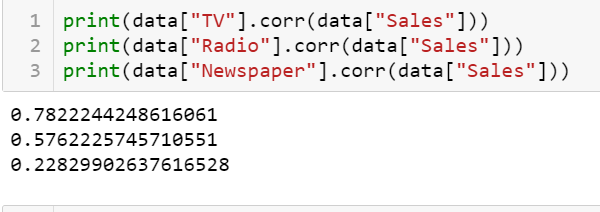 1 print(data["TV"].corr(data["Sales"]))
2 print(data["Radio"].corr(data["Sales"]))
3 print(data["Newspaper"].corr(data["Sales"]))
0.7822244248616061
0.5762225745710551
0.22829902637616528